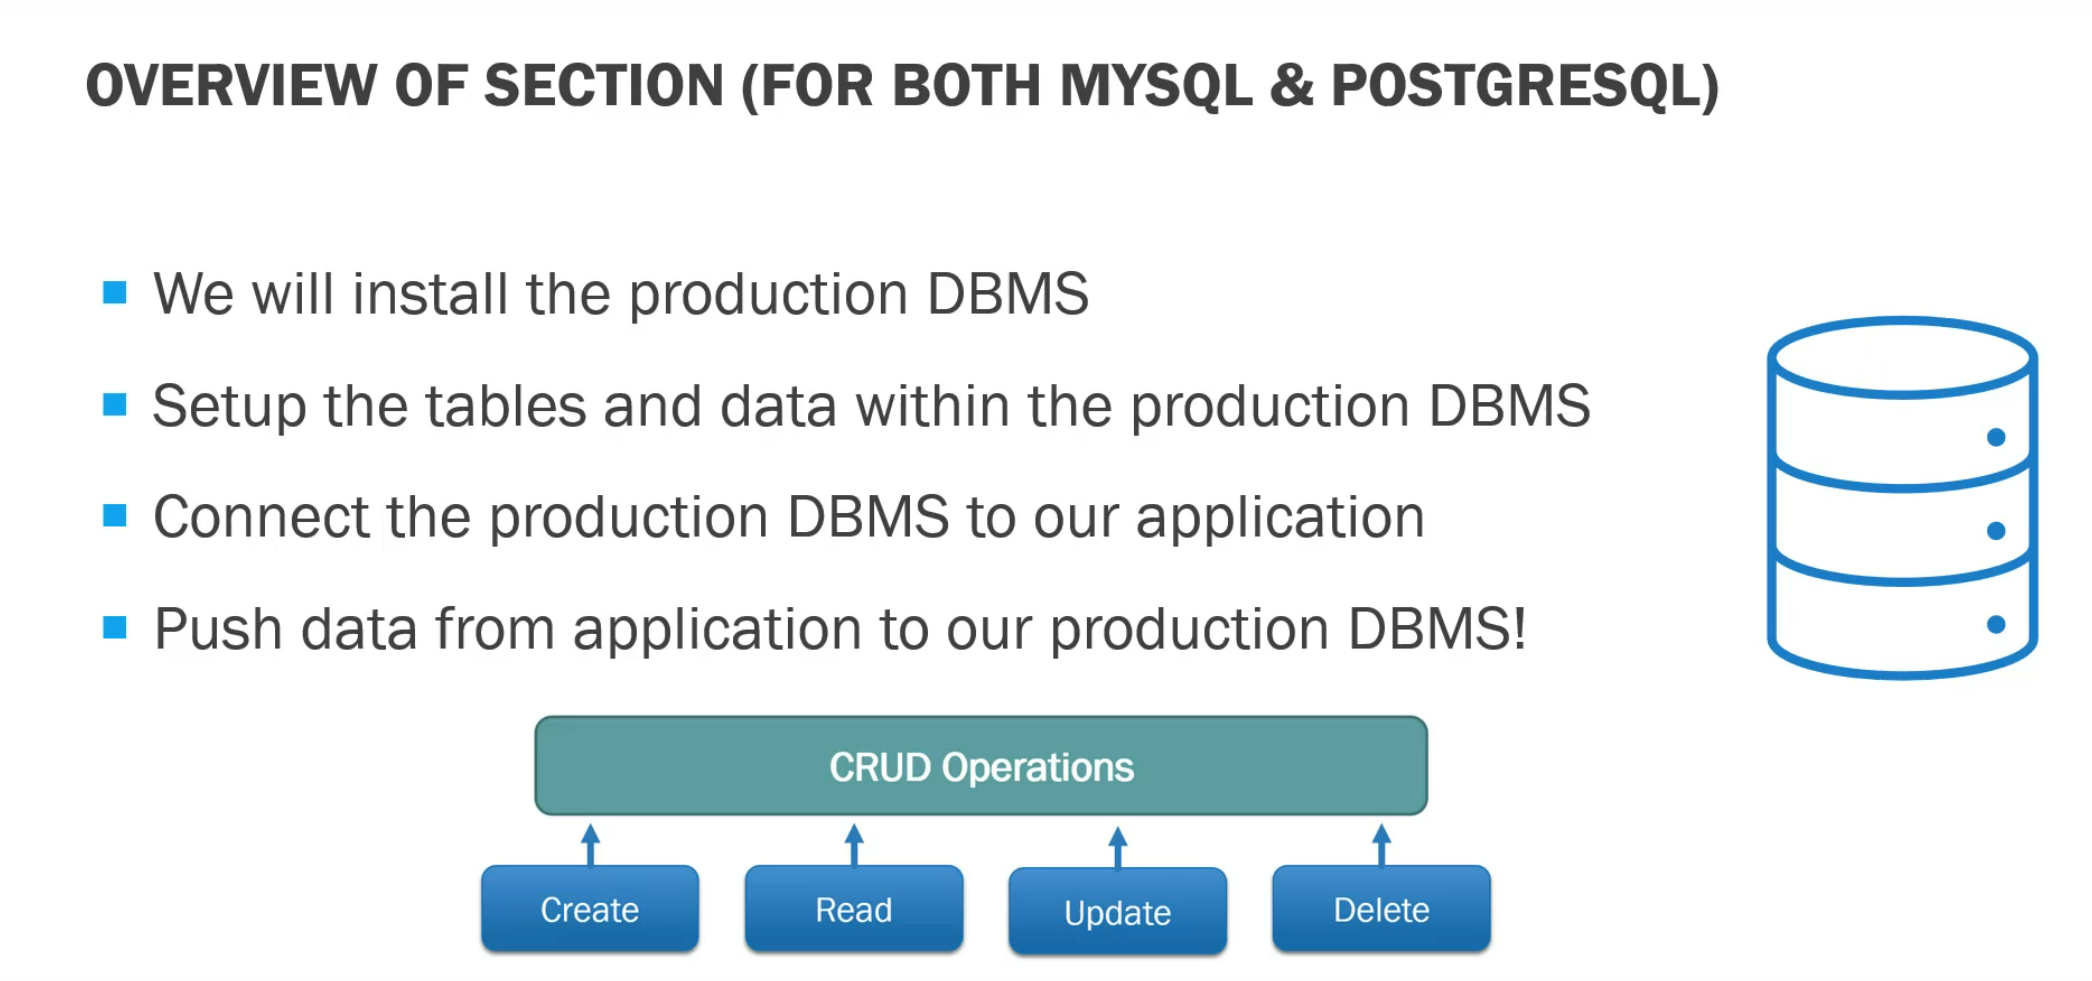 OVERVIEW OF SECTION (FOR BOTH MYSQL & POSTGRESQL)
We will install the production DBMS
Setup the tables and data within the production DBMS
Connect the production DBMS to our application
Push data from application to our production DBMS!
CRUD Operations
Create
Read
Update
Delete